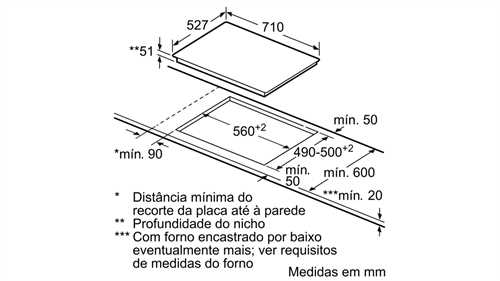 527
710
**51
mín. 50
560+2
490-500+2
*mín. 90
mín.
50
mín. 600
***mín. 20
* Distância mínima do
recorte da placa até à parede
** Profundidade do nicho
*** Com forno encastrado por baixo
eventualmente mais; ver requisitos
de medidas do forno
Medidas em mm